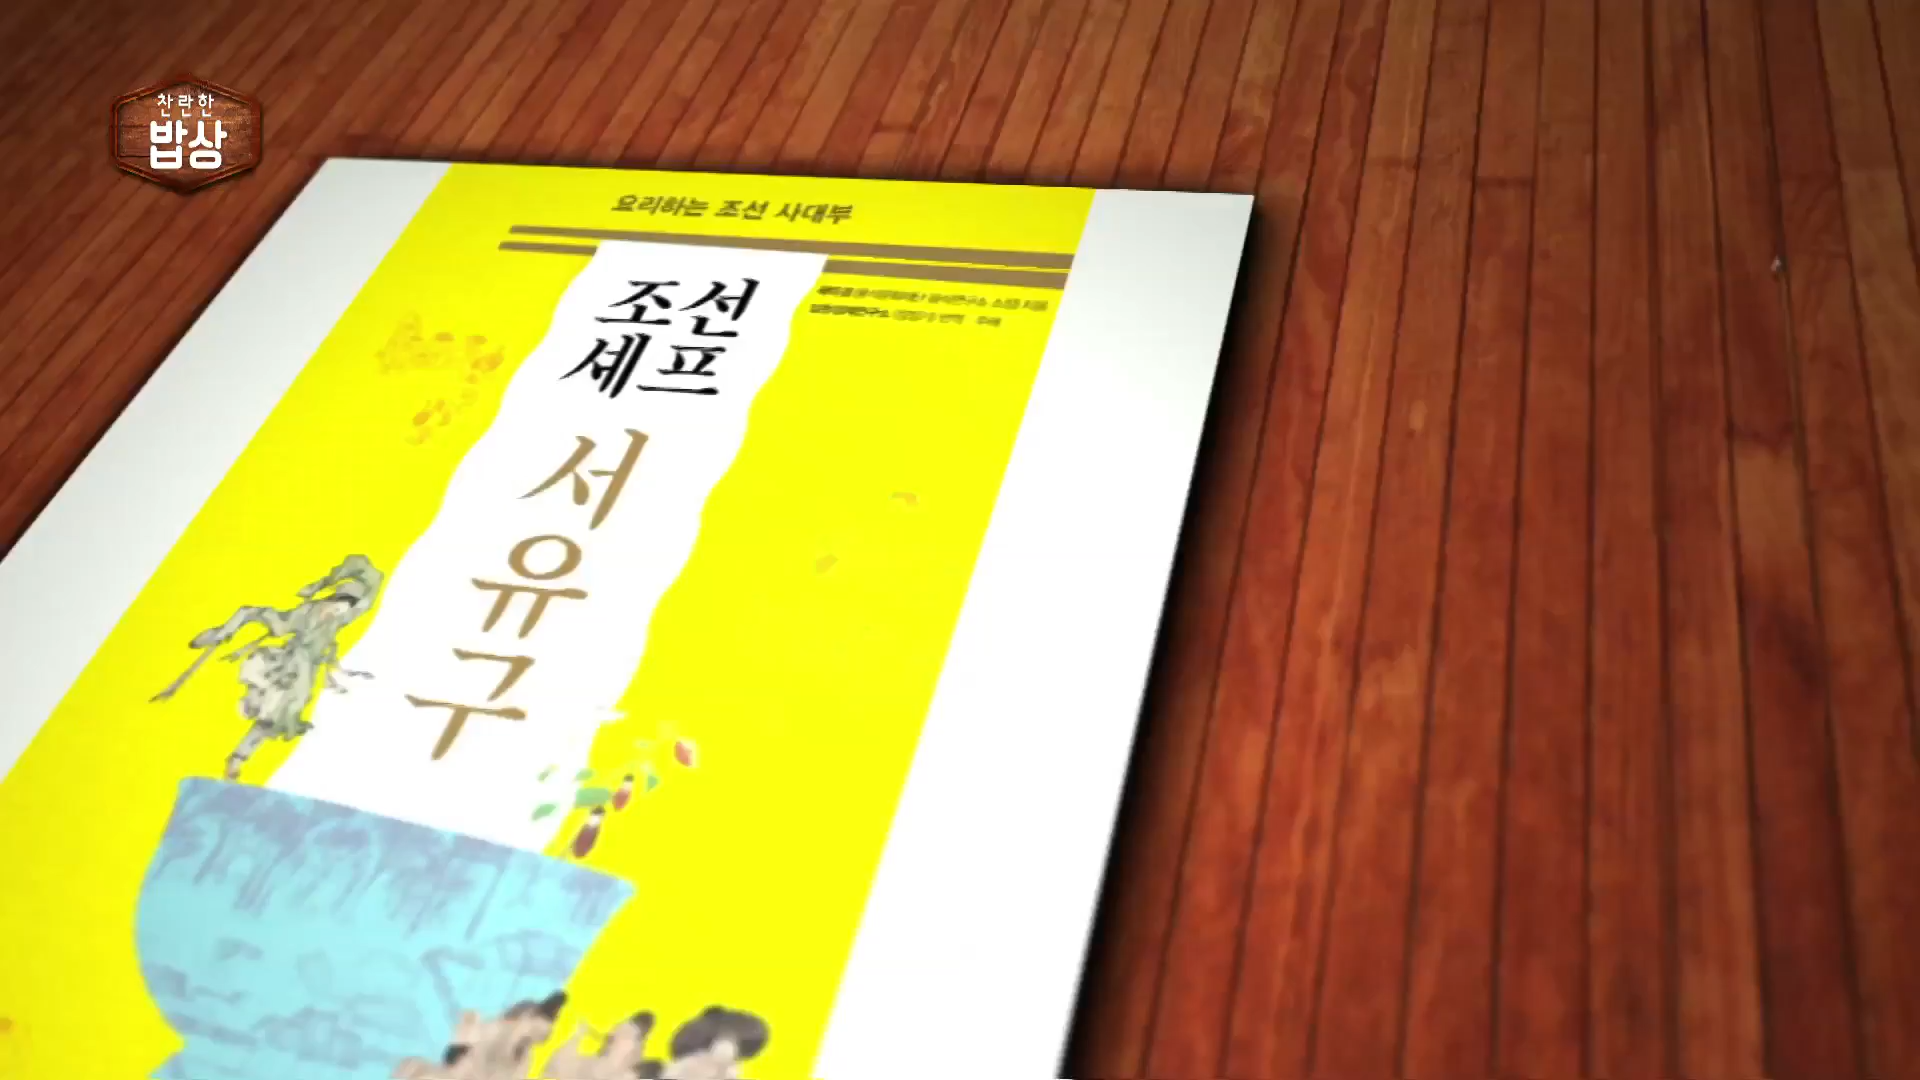 찬란한
밥상
요리하는 조선 사대부
조선
셰프
서
유
구